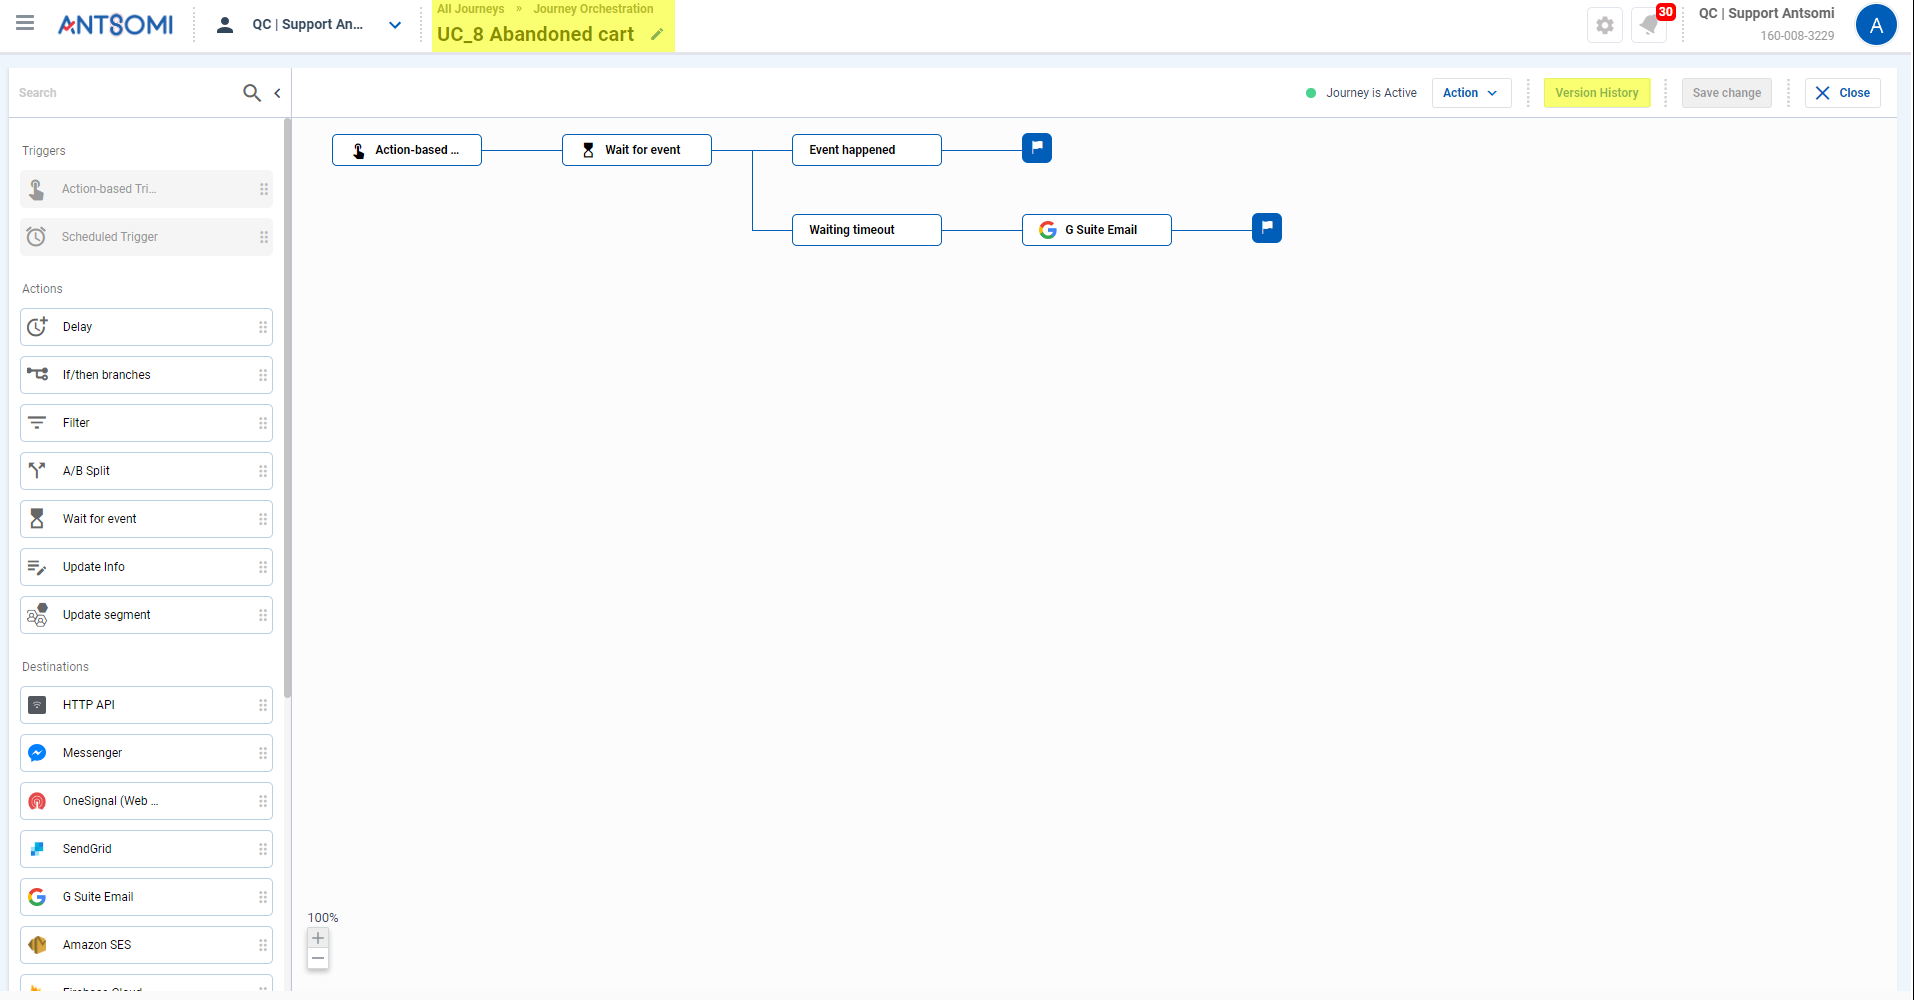 ANTSOMI
QC | Support An...
All Journeys » Journey Orchestration
UC_8 Abandoned cart
30
QC | Support Antsomi
160-008-3229
A
Search
Journey is Active
Action
Version History
Save change
Close
Triggers
Action-based Tri...
Scheduled Trigger
Actions
Delay
If/then branches
Filter
A/B Split
Wait for event
Update Info
Update segment
Destinations
HTTP API
Messenger
OneSignal (Web ...
SendGrid
G Suite Email
Amazon SES
Firebase Cloud
Action-based ...
Wait for event
Event happened
Waiting timeout
G Suite Email
100%